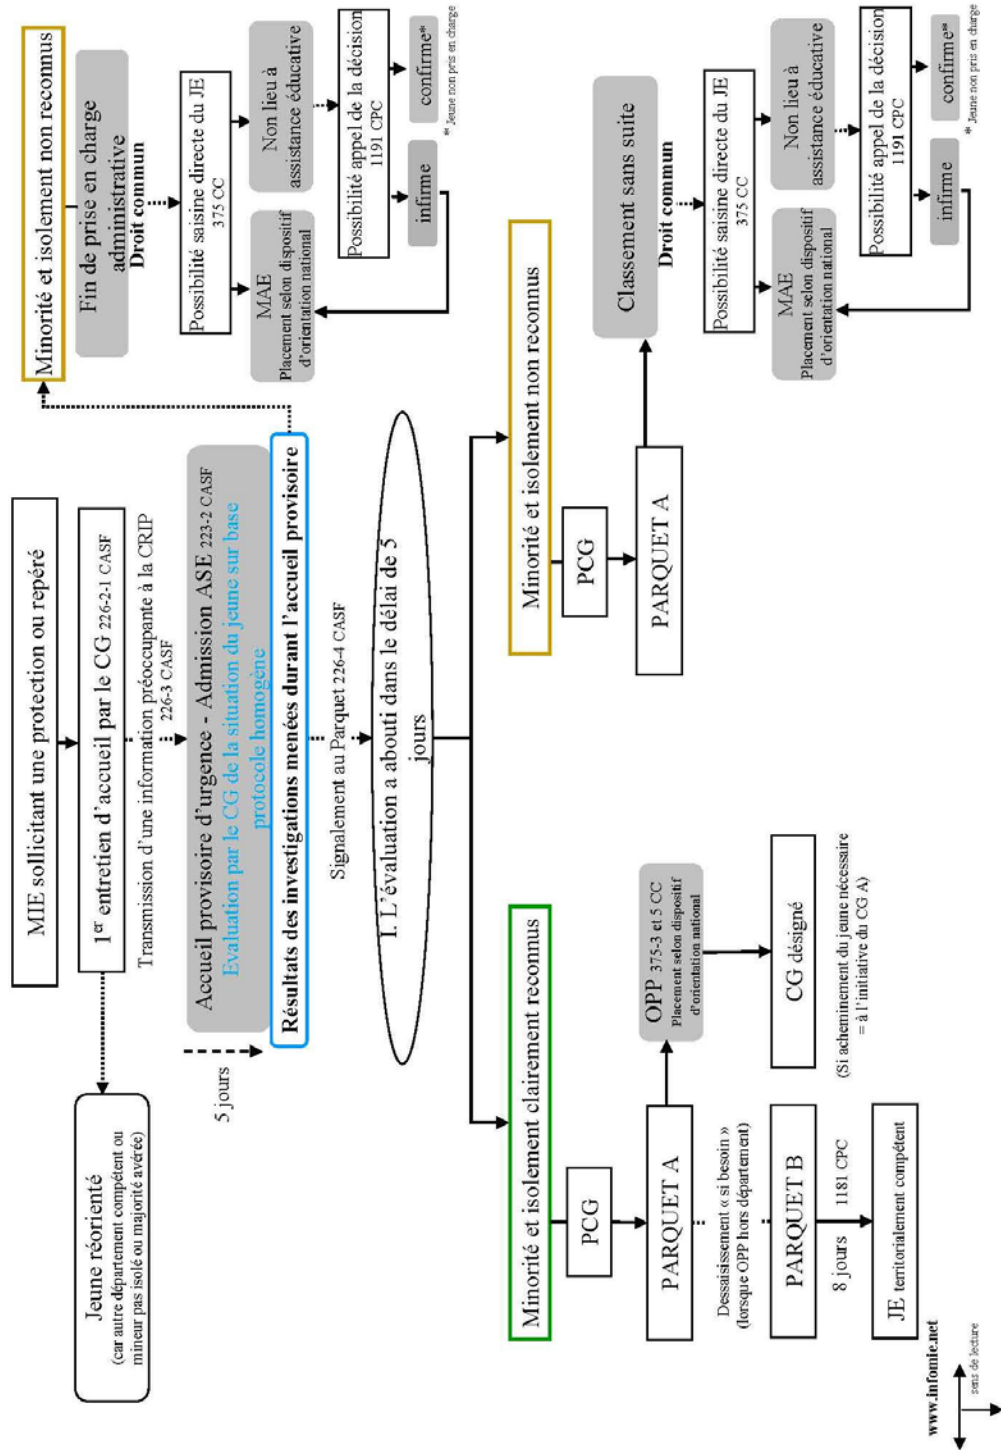 MIE sollicitant une protection ou repéré
1er entretien d'accueil par le CG 226-2-1 CASF
Transmission d'une information préoccupante à la CRIP
226-3 CASF
Jeune réorienté
(car autre département compétent ou
mineur pas isolé ou majorité avérée)
5 jours
Accueil provisoire d'urgence - Admission ASE 223-2 CASF
Evaluation par le CG de la situation du jeune sur base
protocole homogène
Résultats des investigations menées durant l'accueil provisoire
Minorité et isolement non reconnus
Fin de prise en charge
administrative
Droit commun
Possibilité saisine directe du JE
375 CC
MAE
Placement selon dispositif
d'orientation national
Non lieu à
assistance éducative
Possibilité appel de la décision
1191 CPC
infirme
confirme*
* Jeune non pris en charge
Signalement au Parquet 226-4 CASF
I. L'évaluation a abouti dans le délai de 5
jours
Minorité et isolement clairement reconnus
PCG
PARQUET A
OPP 375-3 et 5 CC
Placement selon dispositif
d'orientation national
CG désigné
(Si acheminement du jeune nécessaire
= à l'initiative du CG A)
Dessaisissement « si besoin »
(lorsque OPP hors département)
PARQUET B
8 jours
1181 CPC
JE territorialement compétent
Minorité et isolement non reconnus
PCG
PARQUET A
Classement sans suite
Droit commun
Possibilité saisine directe du JE
375 CC
MAE
Placement selon dispositif
d'orientation national
Non lieu à
assistance éducative
Possibilité appel de la décision
1191 CPC
infirme
confirme*
* Jeune non pris en charge
www.infomie.net
sens de lecture